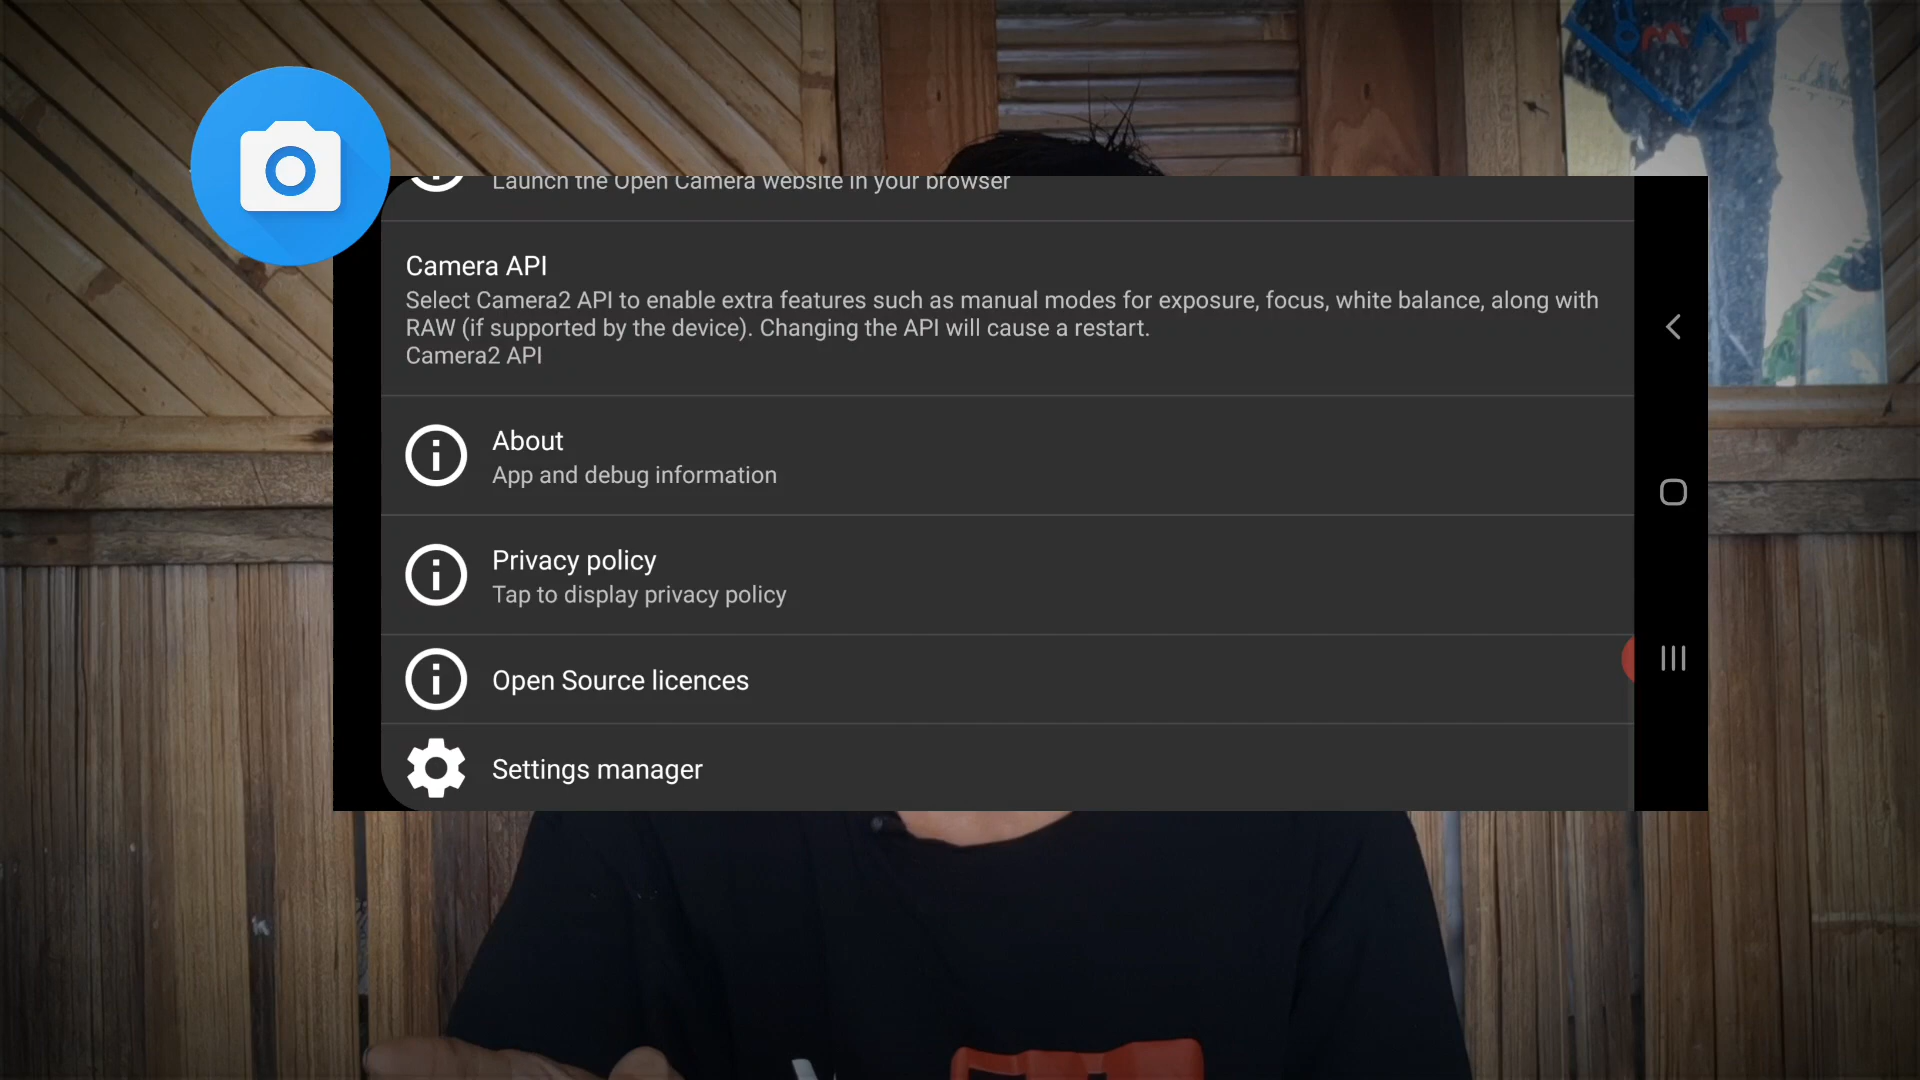 MAT
Launch the Open Camera website in your browser
Camera API
Select Camera2 API to enable extra features such as manual modes for exposure, focus, white balance, along with
RAW (if supported by the device). Changing the API will cause a restart.
Camera2 API
About
App and debug information
Privacy policy
Tap to display privacy policy
Open Source licences
Settings manager